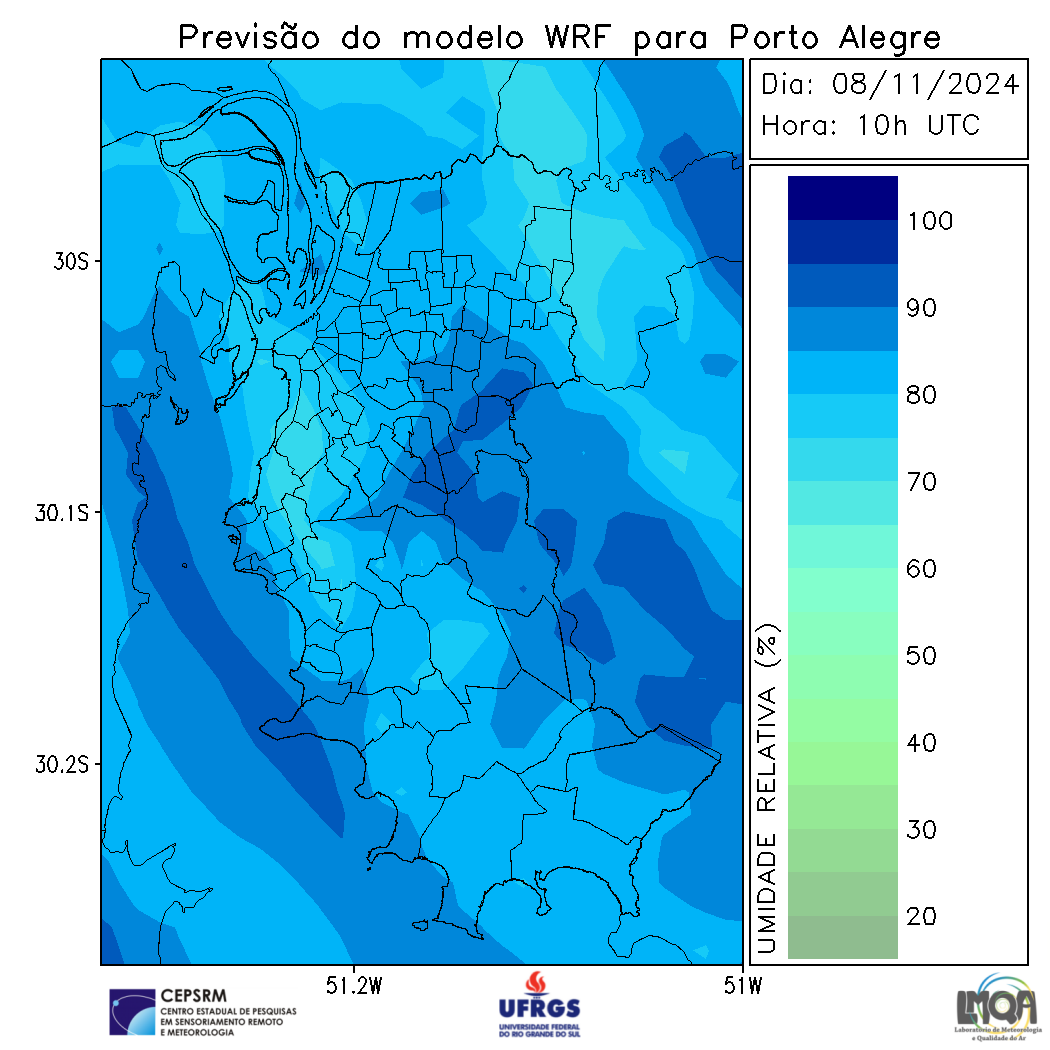 Previsão do modelo WRF para Porto Alegre
Dia: 08/11/2024
Hora: 10h UTC
30S
30.1S
30.2S
51.2W
51W
100
90
80
70
60
50
40
30
20
UMIDADE RELATIVA (%)
CEPSRM
CENTRO ESTADUAL DE PESQUISAS
EM SENSORIAMENTO REMOTO
E METEOROLOGIA
UFRGS
UNIVERSIDADE FEDERAL
DO RIO GRANDE DO SUL
LMQA
Laboratório de Meteorologia
e Qualidade do Ar